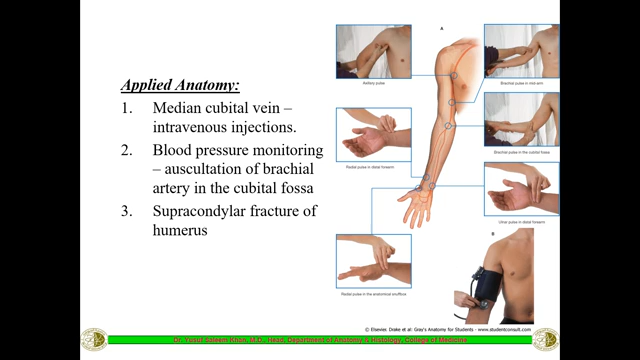 Applied Anatomy:
1. Median cubital vein –
intravenous injections.
2. Blood pressure monitoring
– auscultation of brachial
artery in the cubital fossa
3. Supracondylar fracture of
humerus
A
Axillary pulse
Brachial pulse in mid-arm
Brachial pulse in the cubital fossa
Radial pulse in distal forearm
Ulnar pulse in distal forearm
Radial pulse in the anatomical snuffbox
B
© Elsevier. Drake et al: Gray's Anatomy for Students - www.studentconsult.com
Dr. Yusuf Saleem Khan, M.D., Head, Department of Anatomy & Histology, College of Medicine